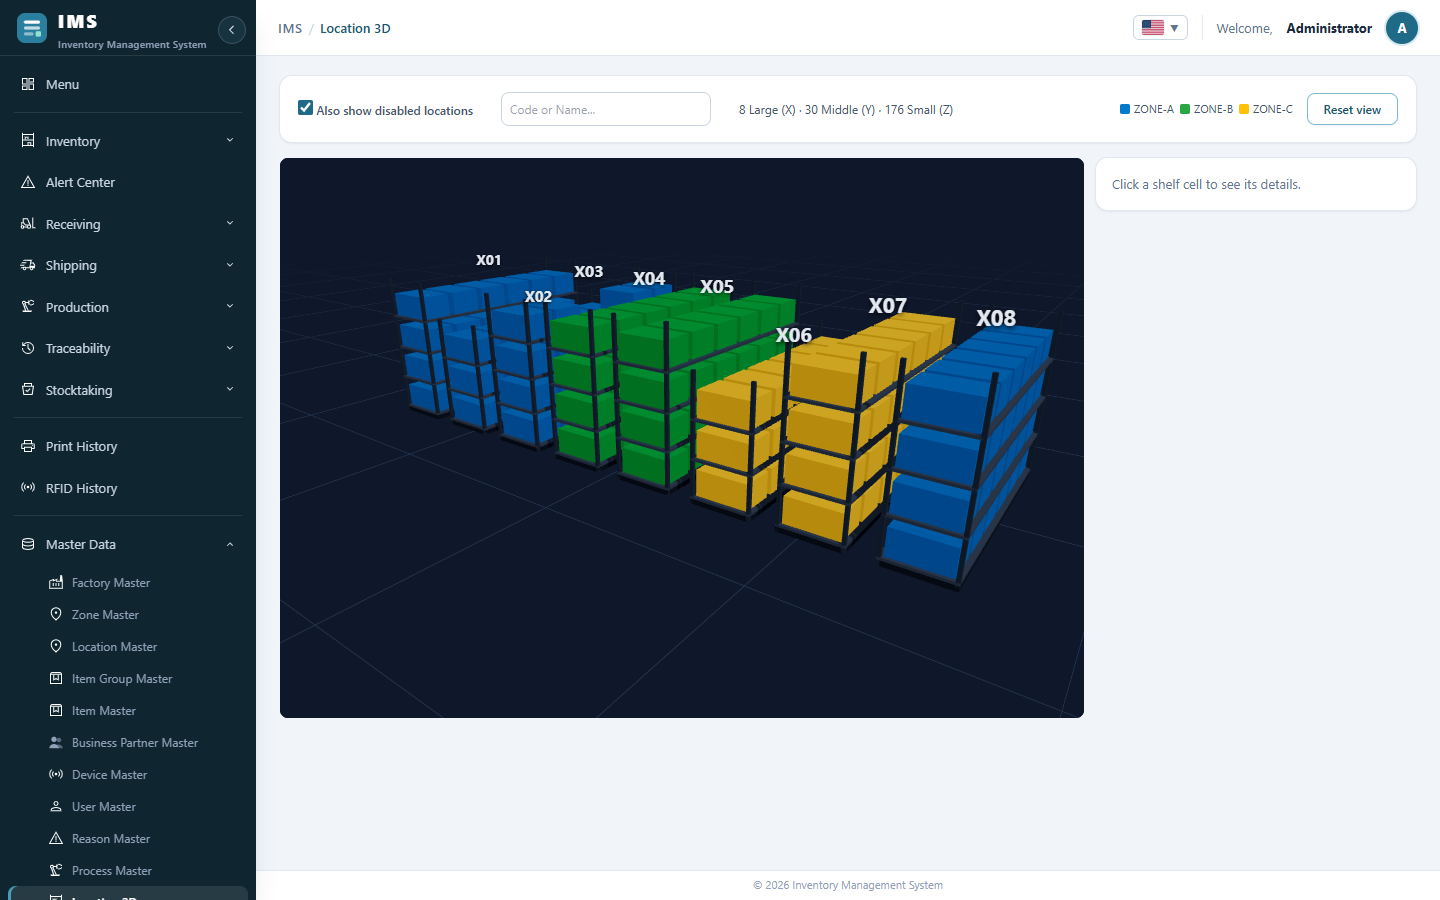 IMS
Inventory Management System
IMS / Location 3D
Welcome, Administrator
A
Menu
Inventory
Alert Center
Receiving
Shipping
Production
Traceability
Stocktaking
Print History
RFID History
Master Data
Factory Master
Zone Master
Location Master
Item Group Master
Item Master
Business Partner Master
Device Master
User Master
Reason Master
Process Master
Also show disabled locations
Code or Name...
8 Large (X) · 30 Middle (Y) · 176 Small (Z)
ZONE-A ZONE-B ZONE-C
Reset view
X01
X02
X03
X04
X05
X06
X07
X08
Click a shelf cell to see its details.
© 2026 Inventory Management System